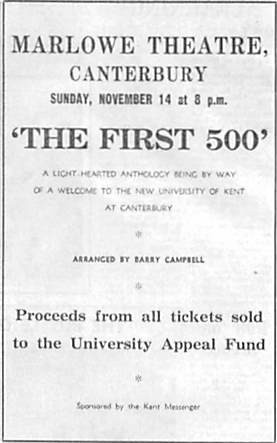 MARLOWE THEATRE,
CANTERBURY
SUNDAY, NOVEMBER 14 at 8 p.m.
‘THE FIRST 500’
A LIGHT-HEARTED ANTHOLOGY BEING BY WAY
OF A WELCOME TO THE NEW UNIVERSITY OF KENT
AT CANTERBURY
*
ARRANGED BY BARRY CAMPBELL
*
Proceeds from all tickets sold
to the University Appeal Fund
*
Sponsored by the Kent Messenger